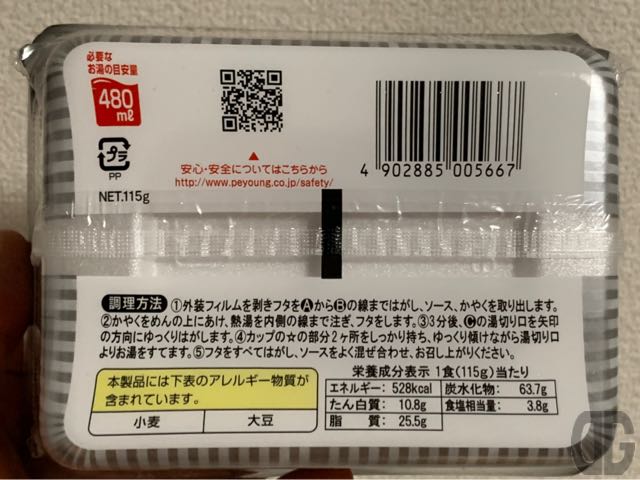 必要な
お湯の目安量
480
ml
プラ
PP
NET.115g
安心・安全についてはこちらから
http://www.peyoung.co.jp/safety/
4 902885 005667
調理方法 ①外装フィルムを剥きフタをⒶからⒷの線まではがし、ソース、かやくを取り出します。
②かやくをめんの上にあけ、熱湯を内側の線まで注ぎ、フタをします。③3分後、Ⓒの湯切り口を矢印
の方向にゆっくりはがします。④カップの☆の部分2ヶ所をしっかり持ち、ゆっくり傾けながら湯切り口
よりお湯をすてます。⑤フタをすべてはがし、ソースをよく混ぜ合わせ、お召し上がりください。
本製品には下表のアレルギー物質が
含まれています。
小麦 大豆
栄養成分表示 1食(115g)当たり
エネルギー: 528kcal 炭水化物: 63.7g
たん白質: 10.8g 食塩相当量: 3.8g
脂 質: 25.5g